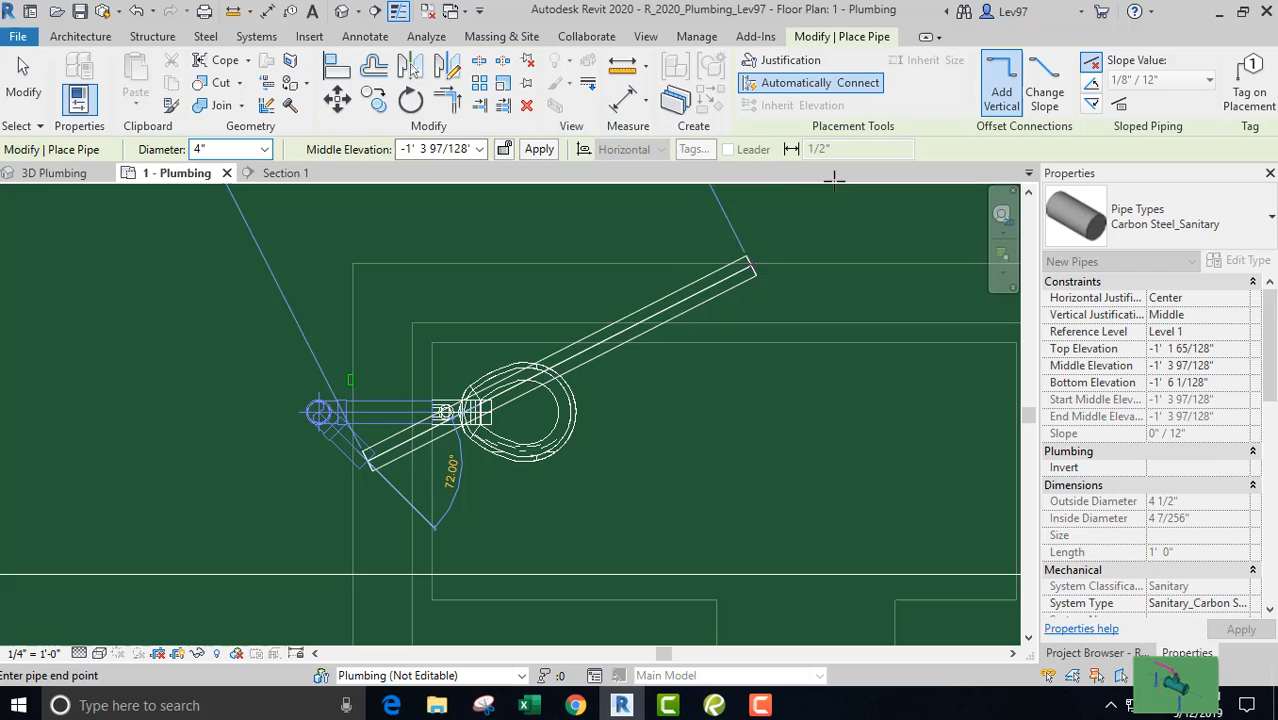 Autodesk Revit 2020 - R_2020_Plumbing_Lev97 - Floor Plan: 1 - Plumbing
Lev97
File Architecture Structure Steel Systems Insert Annotate Analyze Massing & Site Collaborate View Manage Add-Ins Modify | Place Pipe
Cope
Justification
Inherit Size
Slope Value:
Cut
Automatically Connect
1/8" / 12"
Modify
Paste
Join
Inherit Elevation
Add Vertical
Change Slope
Tag on Placement
Select
Properties
Clipboard
Geometry
Modify
View
Measure
Create
Placement Tools
Offset Connections
Sloped Piping
Tag
Modify | Place Pipe
Diameter: 4"
Middle Elevation: -1' 3 97/128'
Apply
Horizontal
Tags...
Leader
1/2"
3D Plumbing
1 - Plumbing
Section 1
Properties
Pipe Types
Carbon Steel_Sanitary
New Pipes
Edit Type
Constraints
Horizontal Justifi... Center
Vertical Justificati... Middle
Reference Level Level 1
Top Elevation -1' 1 65/128"
Middle Elevation -1' 3 97/128"
Bottom Elevation -1' 6 1/128"
Start Middle Elev... -1' 3 97/128"
End Middle Eleva... -1' 3 97/128"
Slope 0" / 12"
Plumbing
Invert
Dimensions
Outside Diameter 4 1/2"
Inside Diameter 4 7/256"
Size
Length 1' 0"
Mechanical
System Classifica... Sanitary
System Type Sanitary_Carbon S...
Properties help
Apply
Project Browser - R...
Properties
2D
72.00°
1/4" = 1'-0"
Enter pipe end point
Plumbing (Not Editable)
:0
Main Model
Type here to search